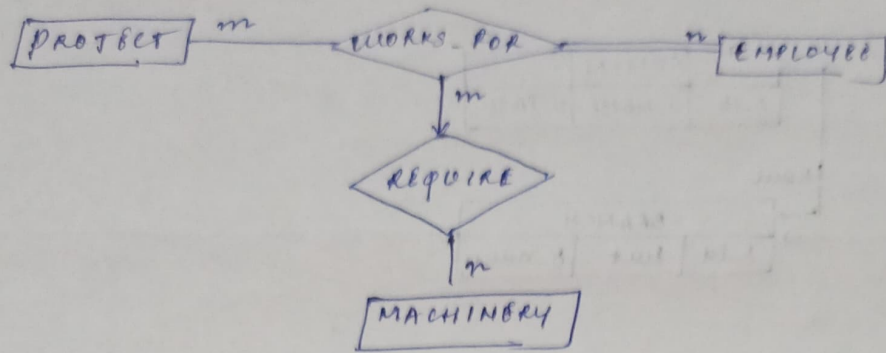 PROJECT m WORKS_FOR n EMPLOYEE
m
REQUIRE
n
MACHINERY